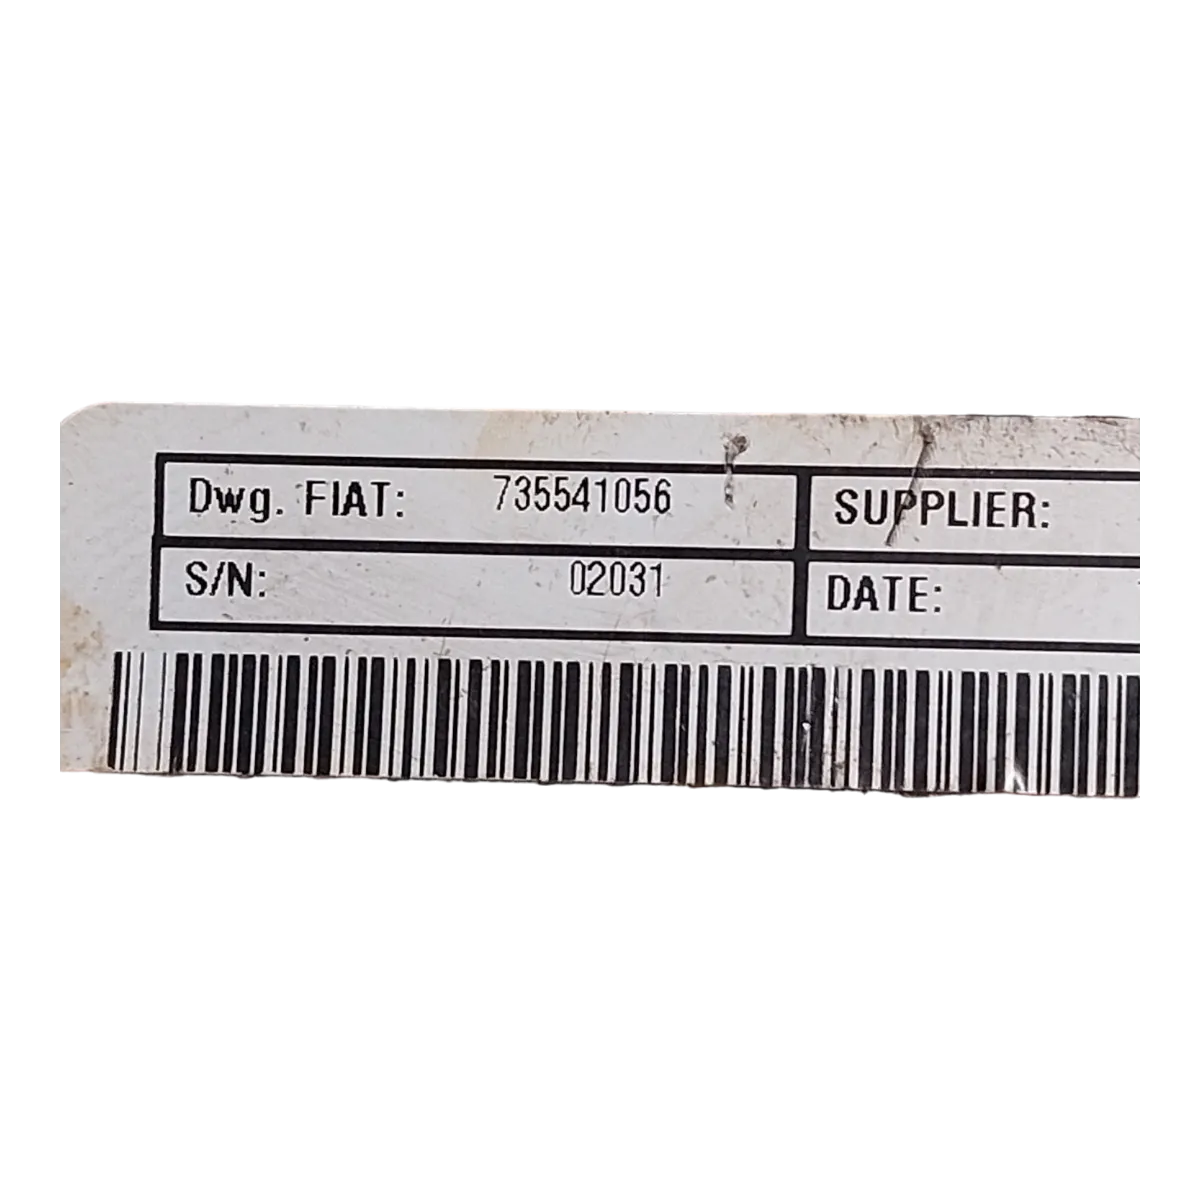 Dwg. FIAT: 735541056 SUPPLIER:
S/N: 02031 DATE: